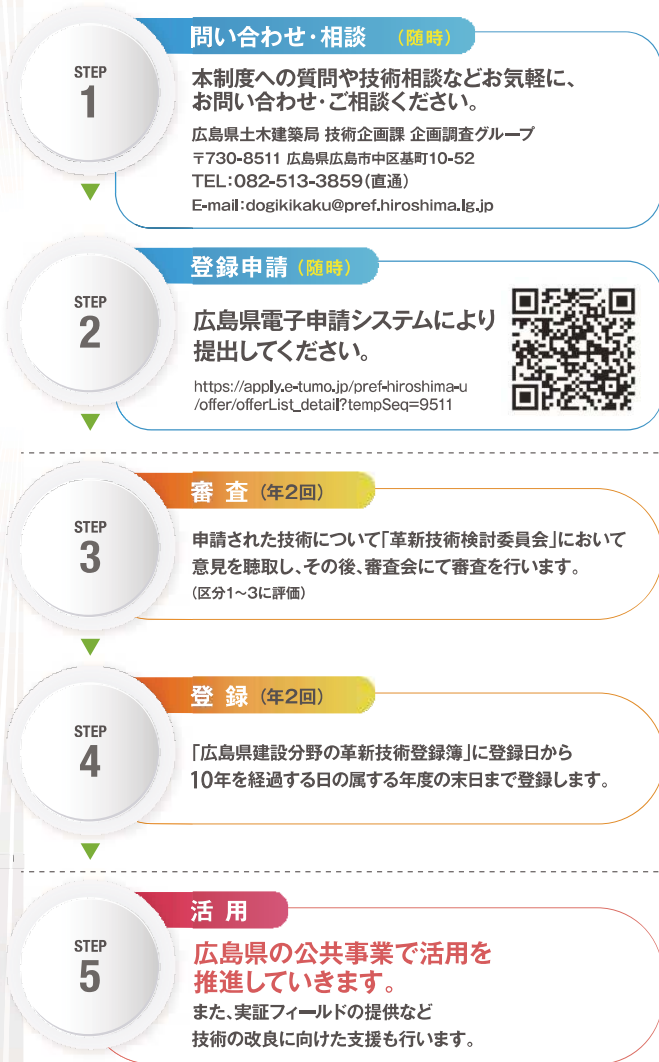 問い合わせ・相談 (随時)
STEP
1
本制度への質問や技術相談などお気軽に、
お問い合わせ・ご相談ください。
広島県土木建築局 技術企画課 企画調査グループ
〒730-8511 広島県広島市中区基町10-52
TEL:082-513-3859(直通)
E-mail:dogikikaku@pref.hiroshima.lg.jp
登録申請(随時)
STEP
2
広島県電子申請システムにより
提出してください。
https://apply.e-tumo.jp/pref-hiroshima-u
/offer/offerList_detail?tempSeq=9511
審 査 (年2回)
STEP
3
申請された技術について「革新技術検討委員会」において
意見を聴取し、その後、審査会にて審査を行います。
(区分1~3に評価)
登 録 (年2回)
STEP
4
「広島県建設分野の革新技術登録簿」に登録日から
10年を経過する日の属する年度の末日まで登録します。
活 用
STEP
5
広島県の公共事業で活用を
推進していきます。
また、実証フィールドの提供など
技術の改良に向けた支援も行います。